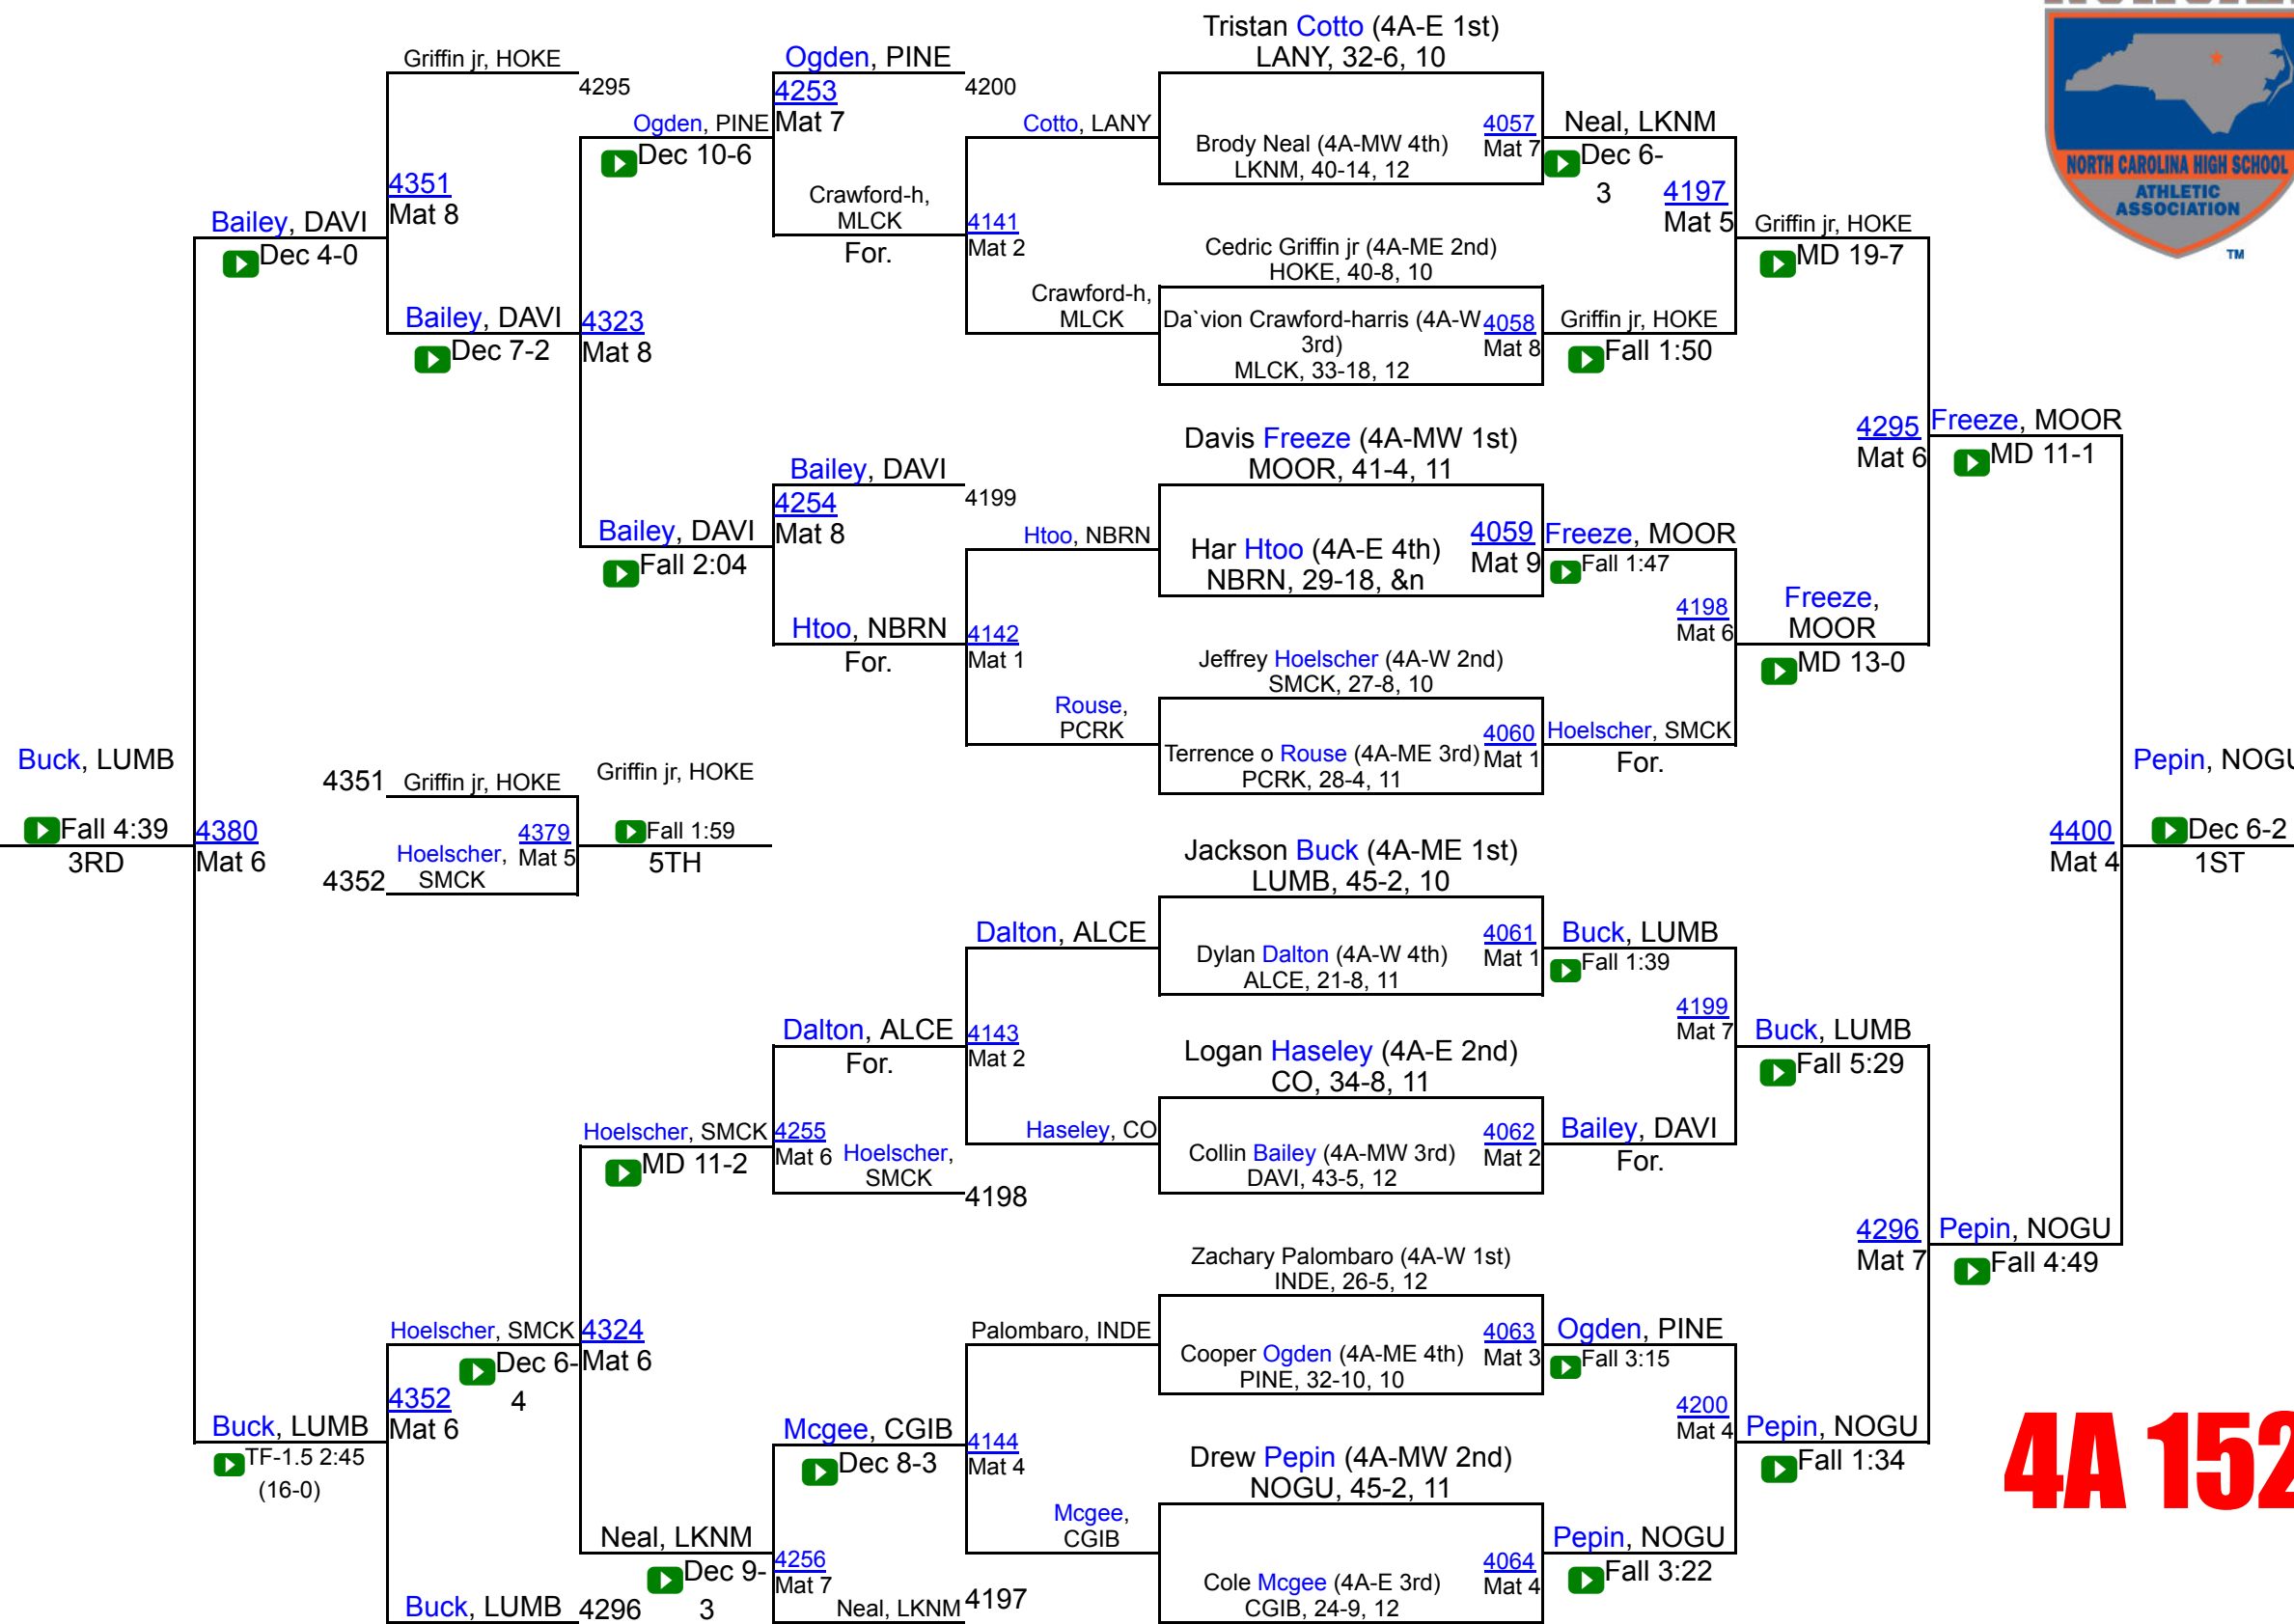 Tristan Cotto (4A-E 1st)
LANY, 32-6, 10
Griffin jr, HOKE
4295
Ogden, PINE
4200
4253
Mat 7
Ogden, PINE
Dec 10-6
Cotto, LANY
Brody Neal (4A-MW 4th)
LKNM, 40-14, 12
4057
Mat 7
Neal, LKNM
Dec 6-
3
NORTH CAROLINA HIGH SCHOOL
ATHLETIC
ASSOCIATION
TM
4351
Mat 8
Bailey, DAVI
Dec 4-0
Crawford-h,
MLCK
For.
4141
Mat 2
4197
Mat 5
Griffin jr, HOKE
MD 19-7
Cedric Griffin jr (4A-ME 2nd)
HOKE, 40-8, 10
Crawford-h,
MLCK
Bailey, DAVI
Dec 7-2
4323
Mat 8
Da`vion Crawford-harris (4A-W
3rd)
MLCK, 33-18, 12
4058
Mat 8
Griffin jr, HOKE
Fall 1:50
Davis Freeze (4A-MW 1st)
MOOR, 41-4, 11
4295
Mat 6
Freeze, MOOR
MD 11-1
Bailey, DAVI
4199
4254
Mat 8
Bailey, DAVI
Fall 2:04
Htoo, NBRN
Har Htoo (4A-E 4th)
NBRN, 29-18, &n
4059
Mat 9
Freeze, MOOR
Fall 1:47
Htoo, NBRN
For.
4142
Mat 1
4198
Mat 6
Freeze,
MOOR
MD 13-0
Jeffrey Hoelscher (4A-W 2nd)
SMCK, 27-8, 10
Rouse,
PCRK
Terrence o Rouse (4A-ME 3rd)
PCRK, 28-4, 11
4060
Mat 1
Hoelscher, SMCK
For.
Buck, LUMB
Fall 4:39
3RD
4380
Mat 6
4351
Griffin jr, HOKE
Hoelscher,
SMCK
4352
4379
Mat 5
Griffin jr, HOKE
Fall 1:59
5TH
4400
Mat 4
Pepin, NOGU
Dec 6-2
1ST
Jackson Buck (4A-ME 1st)
LUMB, 45-2, 10
Dalton, ALCE
Dylan Dalton (4A-W 4th)
ALCE, 21-8, 11
4061
Mat 1
Buck, LUMB
Fall 1:39
Dalton, ALCE
For.
4143
Mat 2
4199
Mat 7
Buck, LUMB
Fall 5:29
Logan Haseley (4A-E 2nd)
CO, 34-8, 11
Hoelscher, SMCK
MD 11-2
4255
Mat 6
Hoelscher,
SMCK
4198
Haseley, CO
Collin Bailey (4A-MW 3rd)
DAVI, 43-5, 12
4062
Mat 2
Bailey, DAVI
For.
4296
Mat 7
Pepin, NOGU
Fall 4:49
Zachary Palombaro (4A-W 1st)
INDE, 26-5, 12
Hoelscher, SMCK
Dec 6-
4
4324
Mat 6
Palombaro, INDE
Cooper Ogden (4A-ME 4th)
PINE, 32-10, 10
4063
Mat 3
Ogden, PINE
Fall 3:15
Buck, LUMB
TF-1.5 2:45
(16-0)
4352
Mat 6
Mcgee, CGIB
Dec 8-3
4144
Mat 4
4200
Mat 4
Pepin, NOGU
Fall 1:34
4A 152
Drew Pepin (4A-MW 2nd)
NOGU, 45-2, 11
Mcgee,
CGIB
Neal, LKNM
Dec 9-
3
4256
Mat 7
Cole Mcgee (4A-E 3rd)
CGIB, 24-9, 12
4064
Mat 4
Pepin, NOGU
Fall 3:22
Buck, LUMB
4296
Neal, LKNM
4197